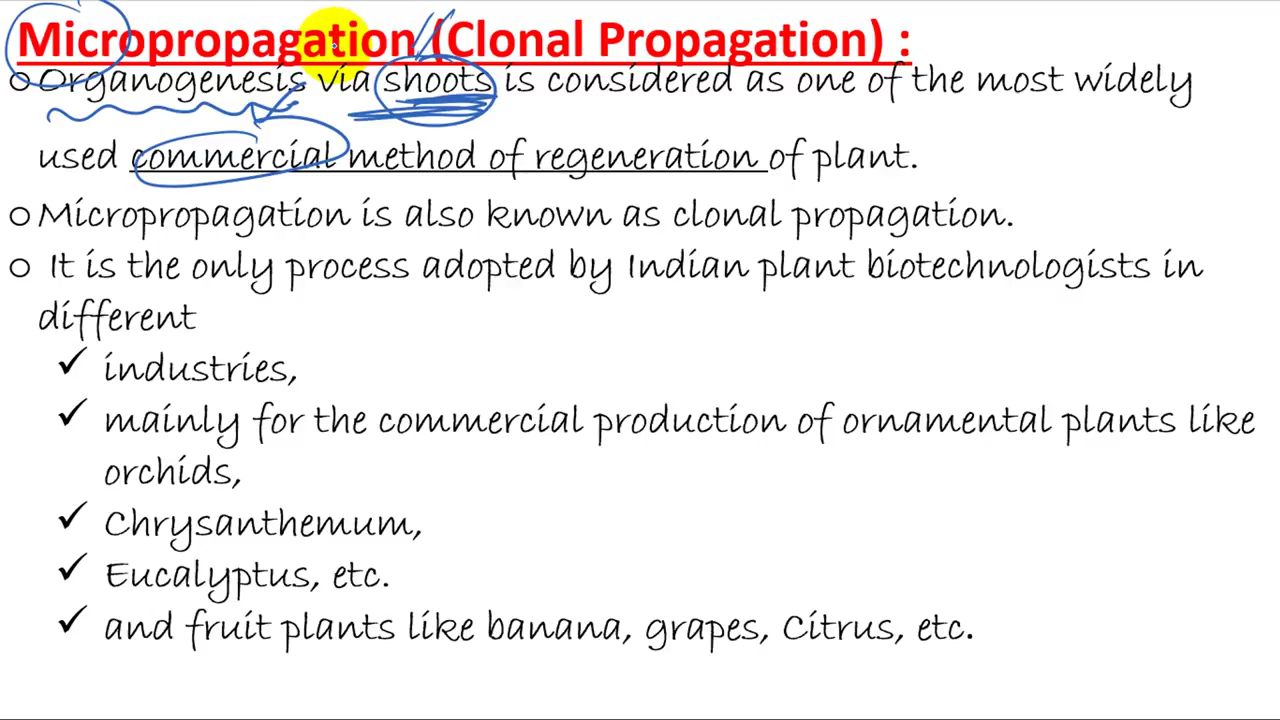 Micropropagation (Clonal Propagation) :
Organogenesis via shoots is considered as one of the most widely
used commercial method of regeneration of plant.
Micropropagation is also known as clonal propagation.
It is the only process adopted by Indian plant biotechnologists in
different
industries,
mainly for the commercial production of ornamental plants like
orchids,
Chrysanthemum,
Eucalyptus, etc.
and fruit plants like banana, grapes, Citrus, etc.